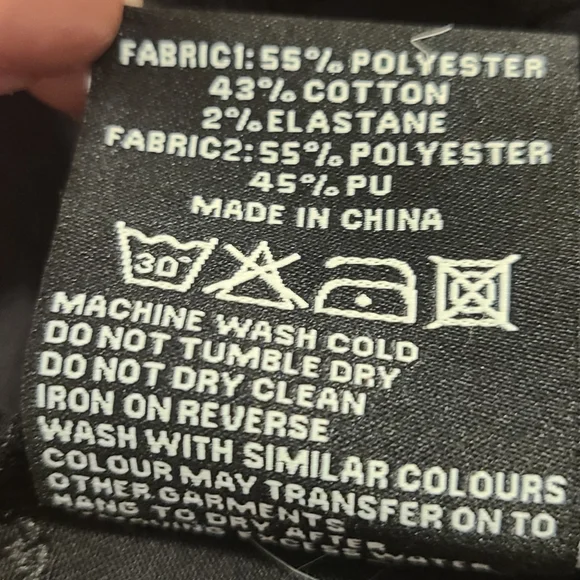 FABRIC1: 55% POLYESTER
43% COTTON
2% ELASTANE
FABRIC2: 55% POLYESTER
45% PU
MADE IN CHINA
30°
MACHINE WASH COLD
DO NOT TUMBLE DRY
DO NOT DRY CLEAN
IRON ON REVERSE
WASH WITH SIMILAR COLOURS
COLOUR MAY TRANSFER ON TO
OTHER GARMENTS
HANG TO DRY AFTER
EXCESS WATER